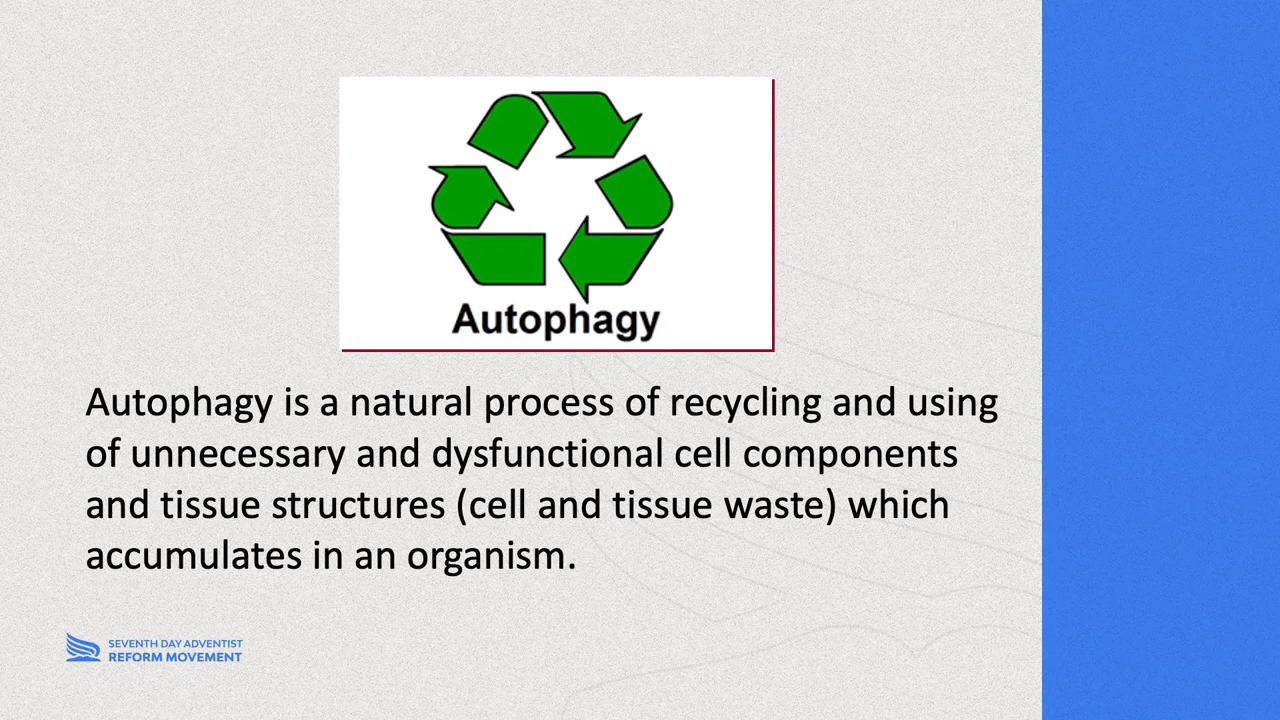 Autophagy
Autophagy is a natural process of recycling and using
of unnecessary and dysfunctional cell components
and tissue structures (cell and tissue waste) which
accumulates in an organism.
SEVENTH DAY ADVENTIST
REFORM MOVEMENT